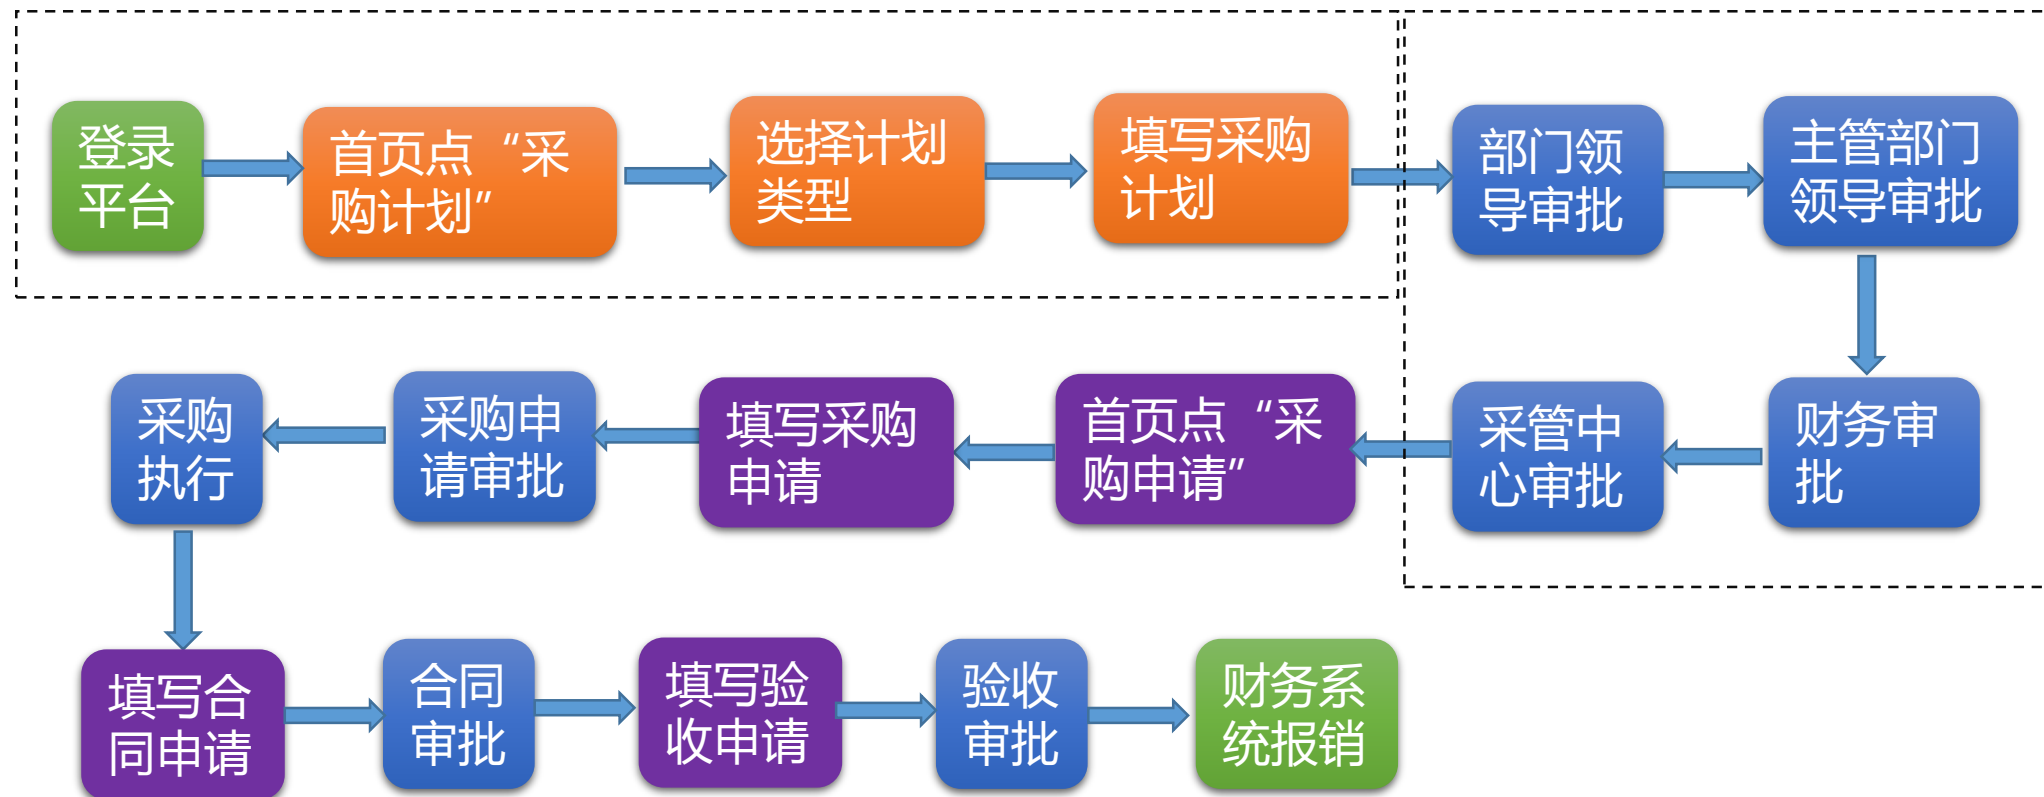 登录
平台
首页点“采
购计划”
选择计划
类型
填写采购
计划
部门领
导审批
主管部门
领导审批
财务审
批
采管中
心审批
首页点“采
购申请”
填写采购
申请
采购申
请审批
采购
执行
填写合
同申请
合同
审批
填写验
收申请
验收
审批
财务系
统报销